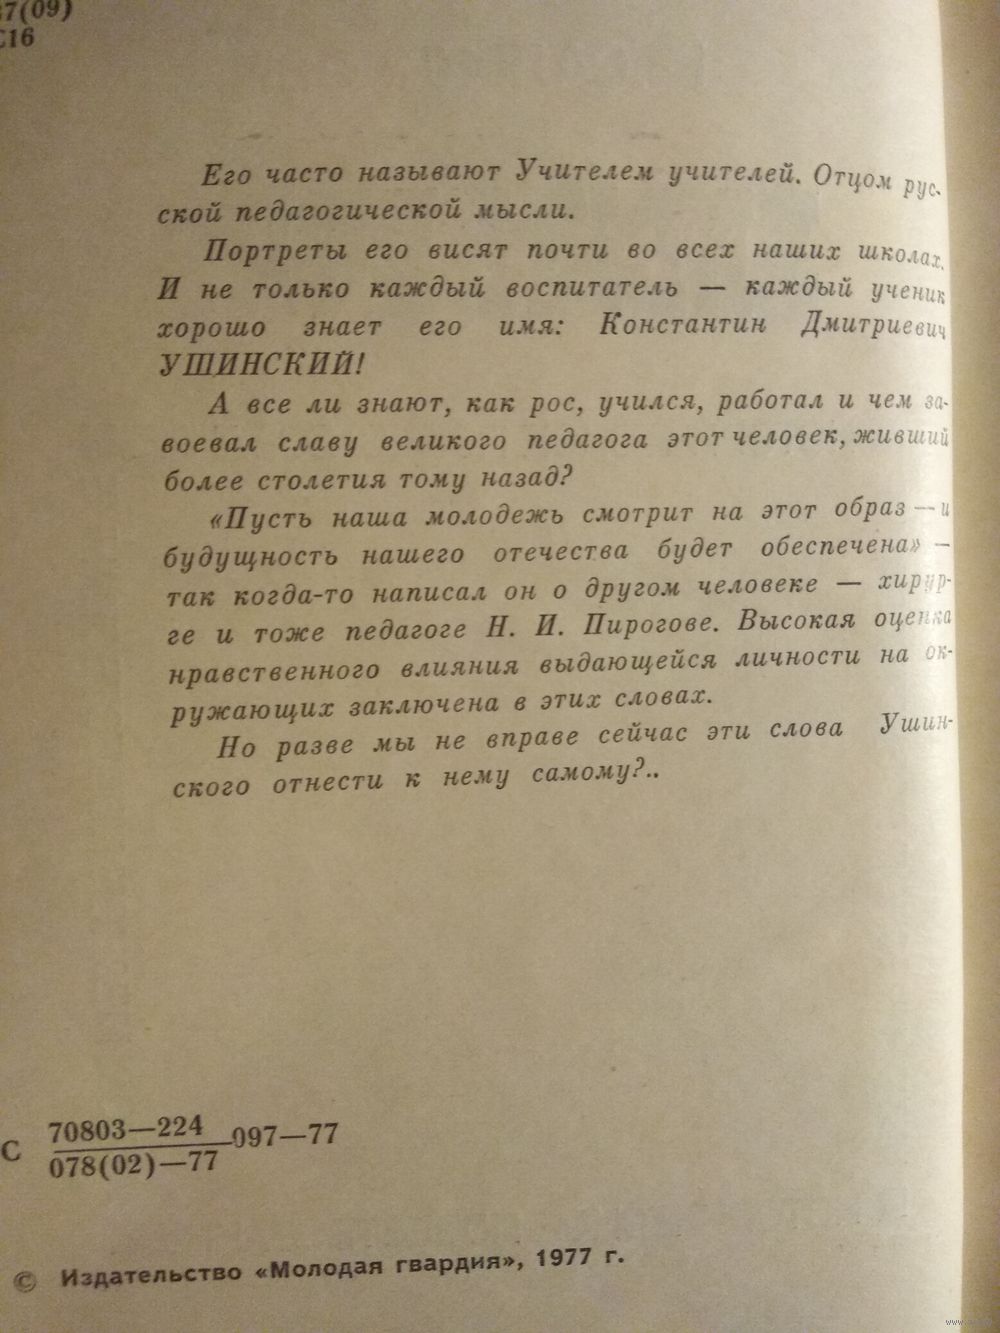 37(09)
С16
Его часто называют Учителем учителей. Отцом рус-
ской педагогической мысли.
Портреты его висят почти во всех наших школах.
И не только каждый воспитатель — каждый ученик
хорошо знает его имя: Константин Дмитриевич
УШИНСКИЙ!
А все ли знают, как рос, учился, работал и чем за-
воевал славу великого педагога этот человек, живший
более столетия тому назад?
«Пусть наша молодежь смотрит на этот образ — и
будущность нашего отечества будет обеспечена» —
так когда-то написал он о другом человеке — хирур-
ге и тоже педагоге Н. И. Пирогове. Высокая оценка
нравственного влияния выдающейся личности на ок-
ружающих заключена в этих словах.
Но разве мы не вправе сейчас эти слова Ушин-
ского отнести к нему самому?..
С 70803—224 097—77
078(02)—77
© Издательство «Молодая гвардия», 1977 г.